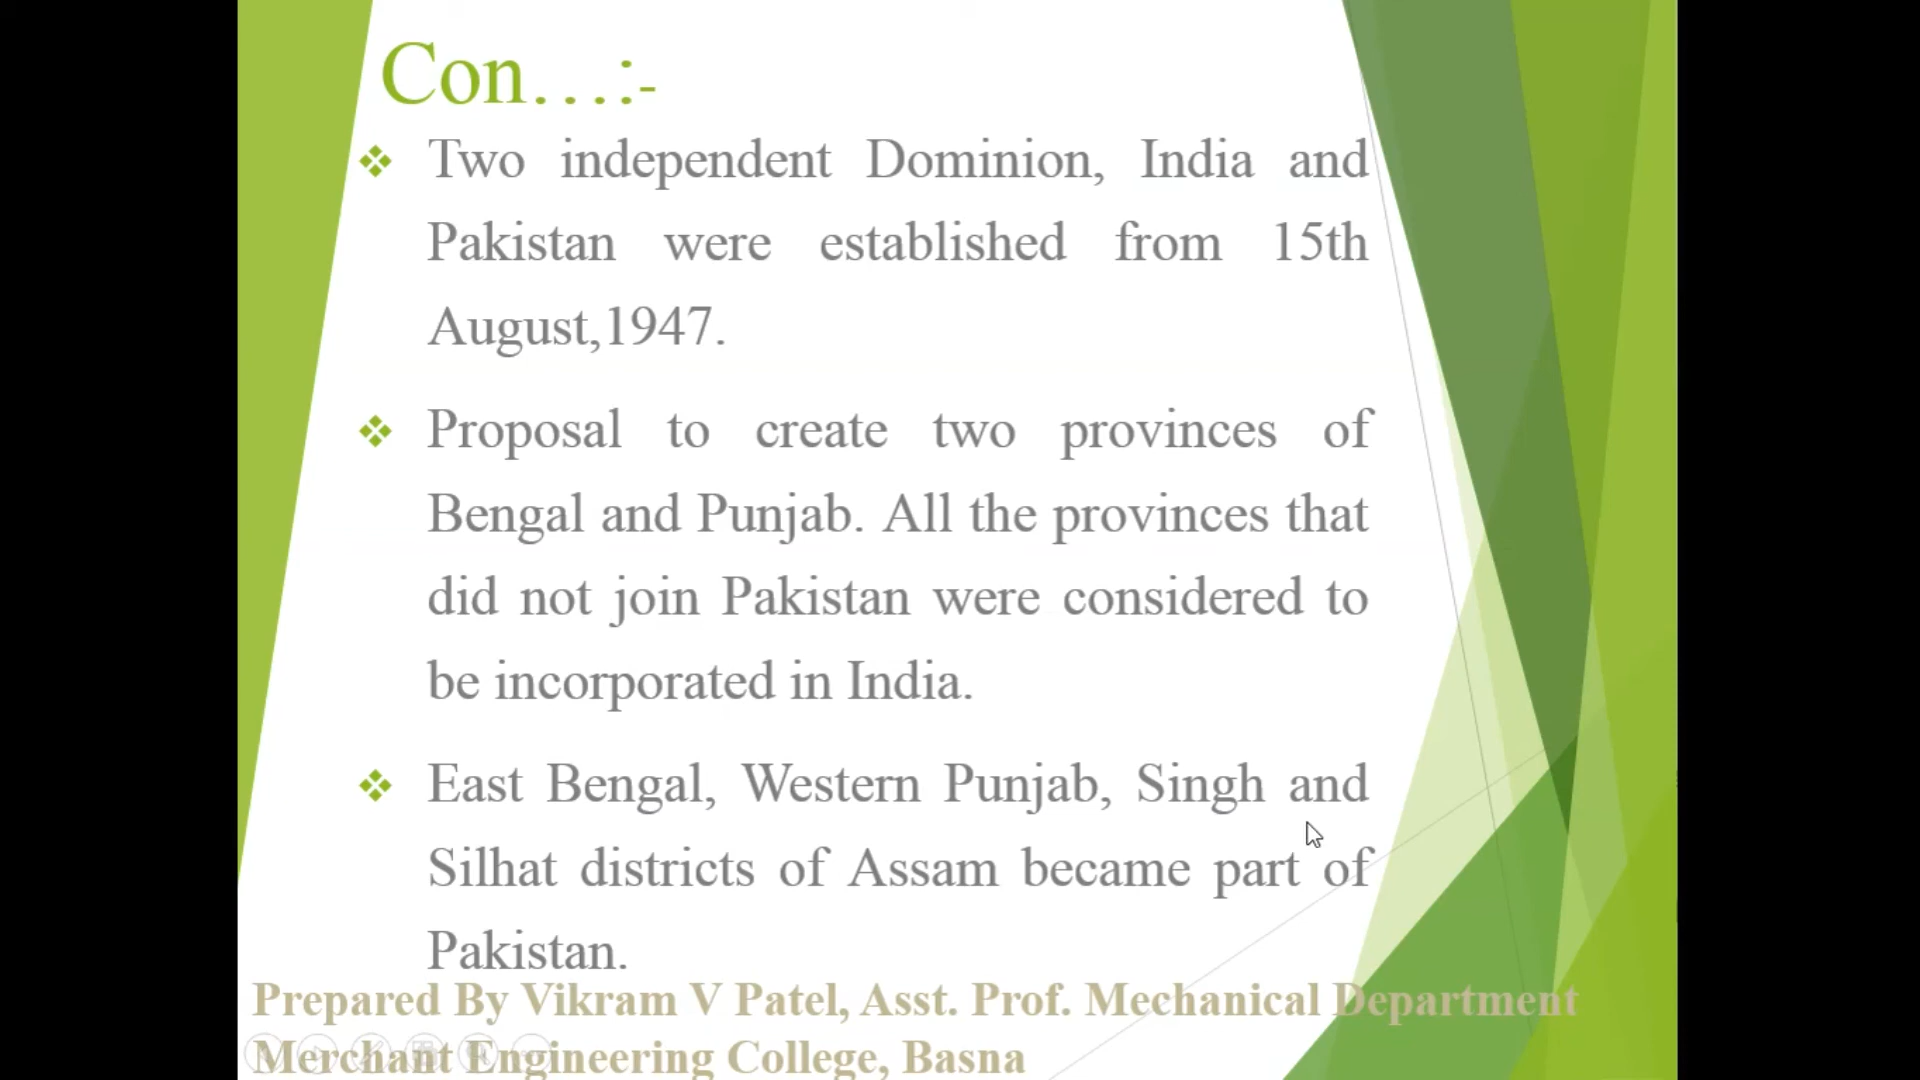 Con…:-
Two independent Dominion, India and
Pakistan were established from 15th
August,1947.
Proposal to create two provinces of
Bengal and Punjab. All the provinces that
did not join Pakistan were considered to
be incorporated in India.
East Bengal, Western Punjab, Singh and
Silhat districts of Assam became part of
Pakistan.
Prepared By Vikram V Patel, Asst. Prof. Mechanical Department
Merchant Engineering College, Basna